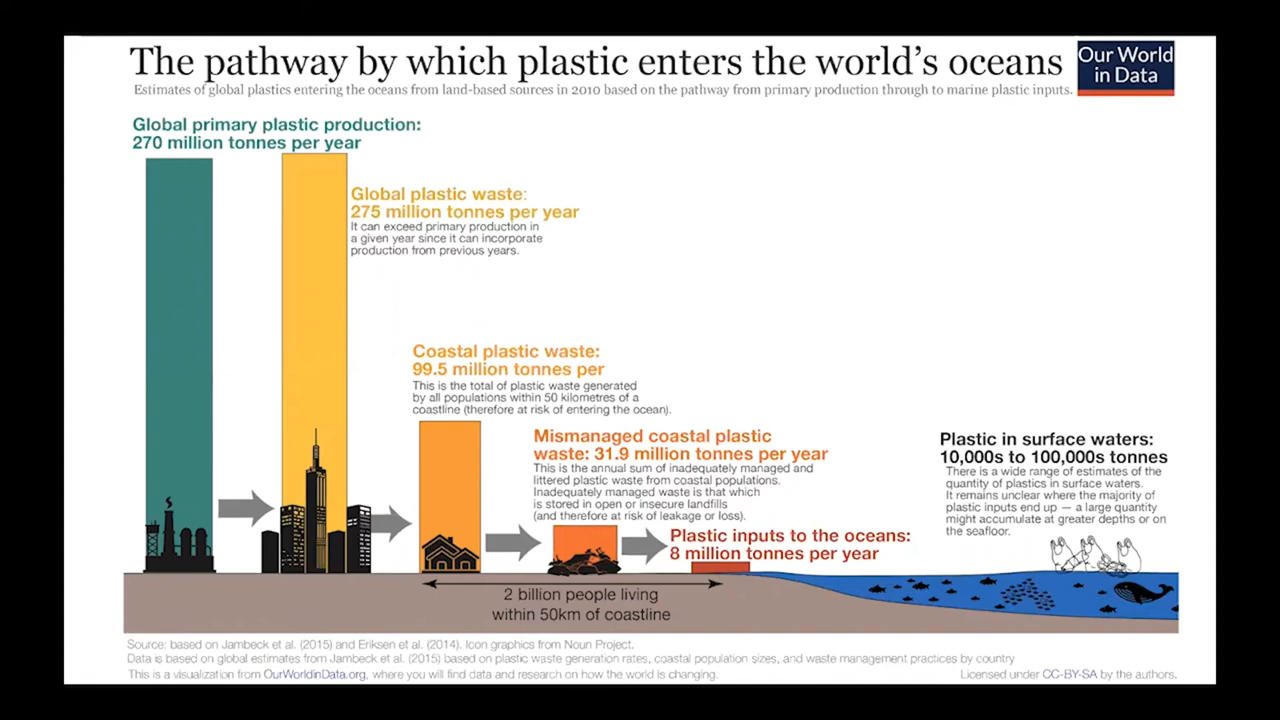 The pathway by which plastic enters the world's oceans
Our World
in Data
Estimates of global plastics entering the oceans from land-based sources in 2010 based on the pathway from primary production through to marine plastic inputs.
Global primary plastic production:
270 million tonnes per year
Global plastic waste:
275 million tonnes per year
It can exceed primary production in
a given year since it can incorporate
production from previous years.
Coastal plastic waste:
99.5 million tonnes per
This is the total of plastic waste generated
by all populations within 50 kilometres of a
coastline (therefore at risk of entering the ocean).
Mismanaged coastal plastic
waste: 31.9 million tonnes per year
This is the annual sum of inadequately managed and
littered plastic waste from coastal populations.
Inadequately managed waste is that which
is stored in open or insecure landfills
(and therefore at risk of leakage or loss).
Plastic inputs to the oceans:
8 million tonnes per year
Plastic in surface waters:
10,000s to 100,000s tonnes
There is a wide range of estimates of the
quantity of plastics in surface waters.
It remains unclear where the majority of
plastic inputs end up — a large quantity
might accumulate at greater depths or on
the seafloor.
2 billion people living
within 50km of coastline
Source: based on Jambeck et al. (2015) and Eriksen et al. (2014). Icon graphics from Noun Project.
Data is based on global estimates from Jambeck et al. (2015) based on plastic waste generation rates, coastal population sizes, and waste management practices by country
This is a visualization from OurWorldinData.org, where you will find data and research on how the world is changing.
Licensed under CC-BY-SA by the authors.